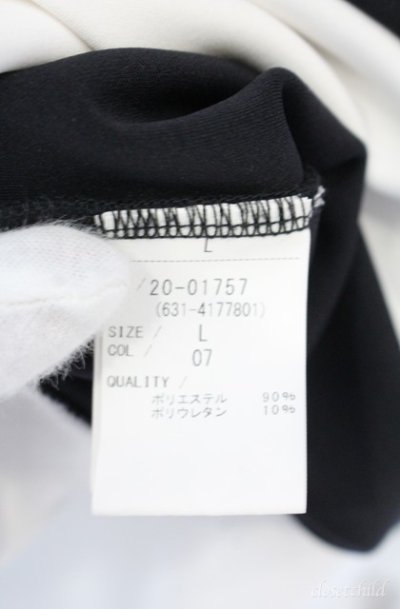 L
/20-01757
(631-4177801)
SIZE / L
COL / 07
QUALITY /
ポリエステル 90%
ポリウレタン 10%
closetchild